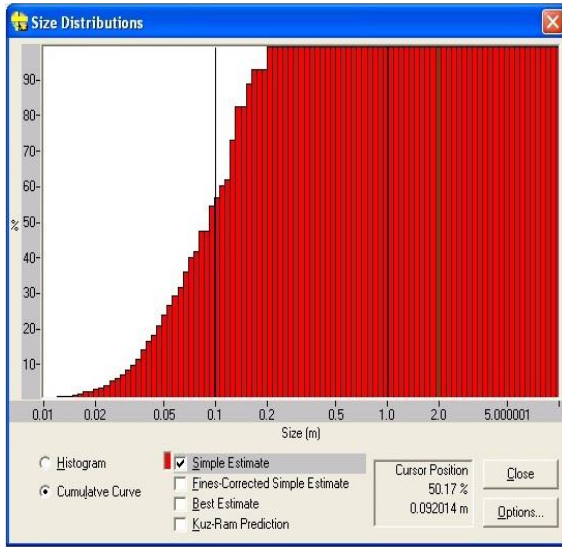 Size Distributions
90-
80-
70-
60-
% 50-
40-
30-
20-
10-
0.01 0.02 0.05 0.1 0.2 0.5 1.0 2.0 5.000001
Size (m)
Histogram
Cumulatve Curve
Simple Estimate
Fines-Corrected Simple Estimate
Best Estimate
Kuz-Ram Prediction
Cursor Position
50.17 %
0.092014 m
Close
Options...